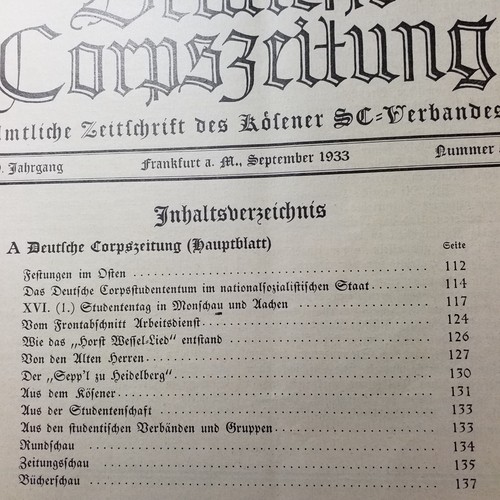 Deutsche
Corpszeitung
Amtliche Zeitschrift des Kösener SC-Verbandes
Jahrgang Frankfurt a. M., September 1933 Nummer
Inhaltsverzeichnis
A Deutsche Corpszeitung (Hauptblatt) Seite
Festungen im Osten 112
Das Deutsche Corpsstudententum im nationalsozialistischen Staat 114
XVI. (1.) Studententag in Monschau und Aachen 117
Vom Frontabschnitt Arbeitsdienst 124
Wie das „Horst Wessel-Lied" entstand 126
Von den Alten Herren 127
Der „Sepp'l zu Heidelberg" 130
Aus dem Kösener 131
Aus der Studentenschaft 133
Aus den studentischen Verbänden und Gruppen 133
Rundschau 134
Zeitungsschau 135
Bücherschau 137